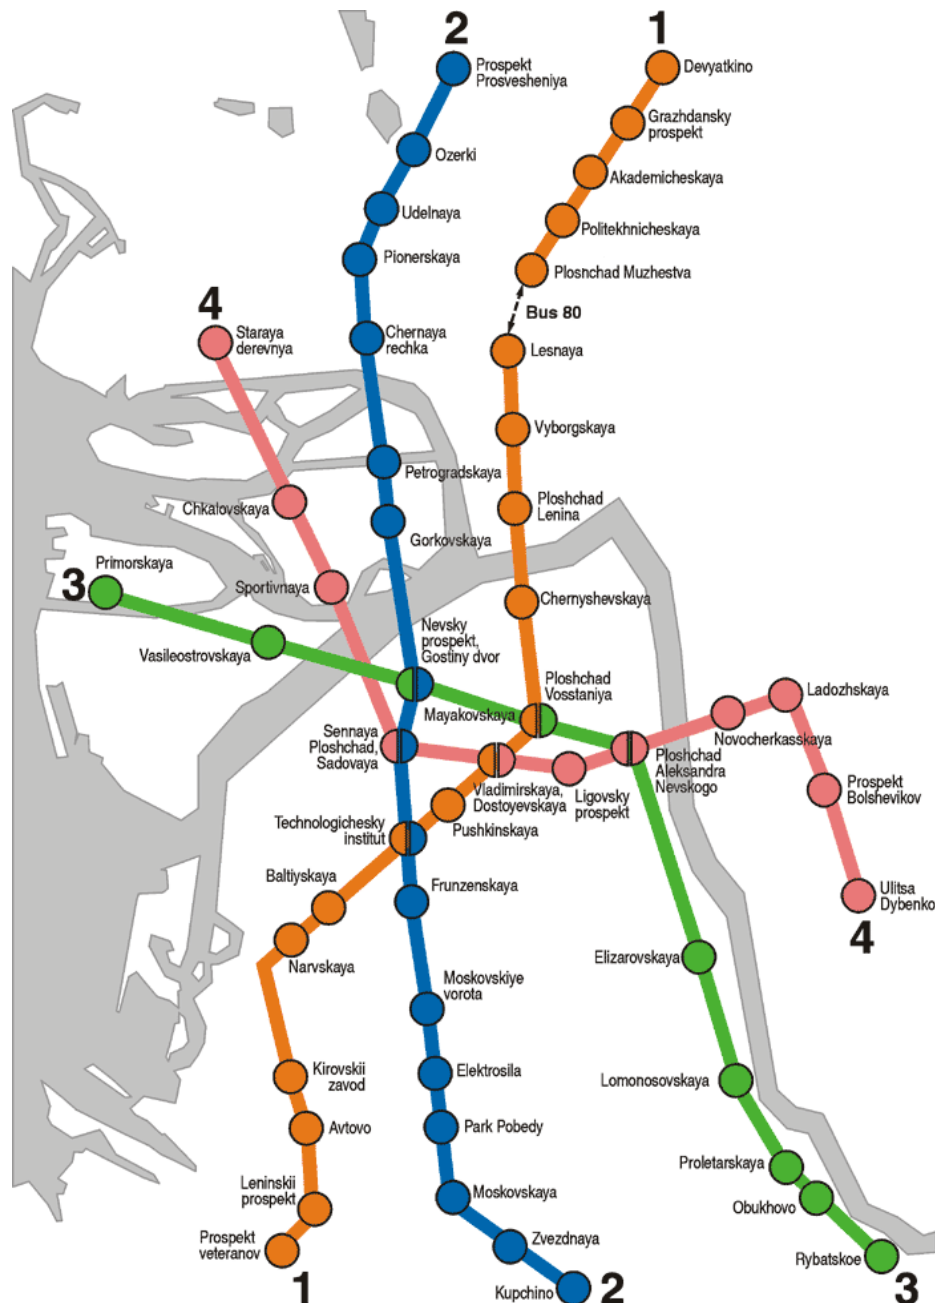 2
1
Prospekt
Prosvesheniya
Devyatkino
Grazhdansky
prospekt
Ozerki
Akademicheskaya
Udelnaya
Politekhnicheskaya
Pionerskaya
Plosnchad Muzhestva
4
Bus 80
Staraya
derevnya
Chernaya
rechka
Lesnaya
Vyborgskaya
Petrogradskaya
Chkalovskaya
Ploshchad
Lenina
Gorkovskaya
Primorskaya
3
Sportivnaya
Chernyshevskaya
Nevsky
prospekt,
Gostiny dvor
Vasileostrovskaya
Ploshchad
Vosstaniya
Mayakovskaya
Ladozhskaya
Novocherkasskaya
Sennaya
Ploshchad,
Sadovaya
Ploshchad
Aleksandra
Nevskogo
Vladimirskaya,
Dostoyevskaya
Ligovsky
prospekt
Prospekt
Bolshevikov
Pushkinskaya
Technologichesky
institut
Baltiyskaya
Frunzenskaya
Ulitsa
Dybenko
4
Elizarovskaya
Narvskaya
Moskovskiye
vorota
Kirovskii
zavod
Elektrosila
Lomonosovskaya
Avtovo
Park Pobedy
Proletarskaya
Leninskii
prospekt
Moskovskaya
Obukhovo
Prospekt
veteranov
Zvezdnaya
Rybatskoe
1
Kupchino
2
3